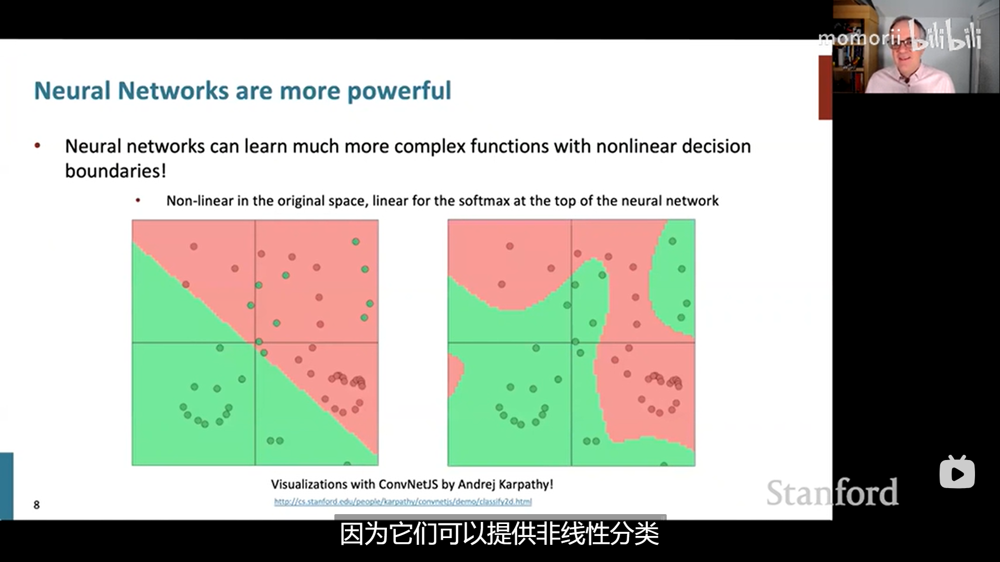 momorii.
bilibili
Neural Networks are more powerful
• Neural networks can learn much more complex functions with nonlinear decision
boundaries!
• Non-linear in the original space, linear for the softmax at the top of the neural network
Visualizations with ConvNetJS by Andrej Karpathy!
http://cs.stanford.edu/people/karpathy/convnetjs/demo/classify2d.html
8
Stanford
因为它们可以提供非线性分类